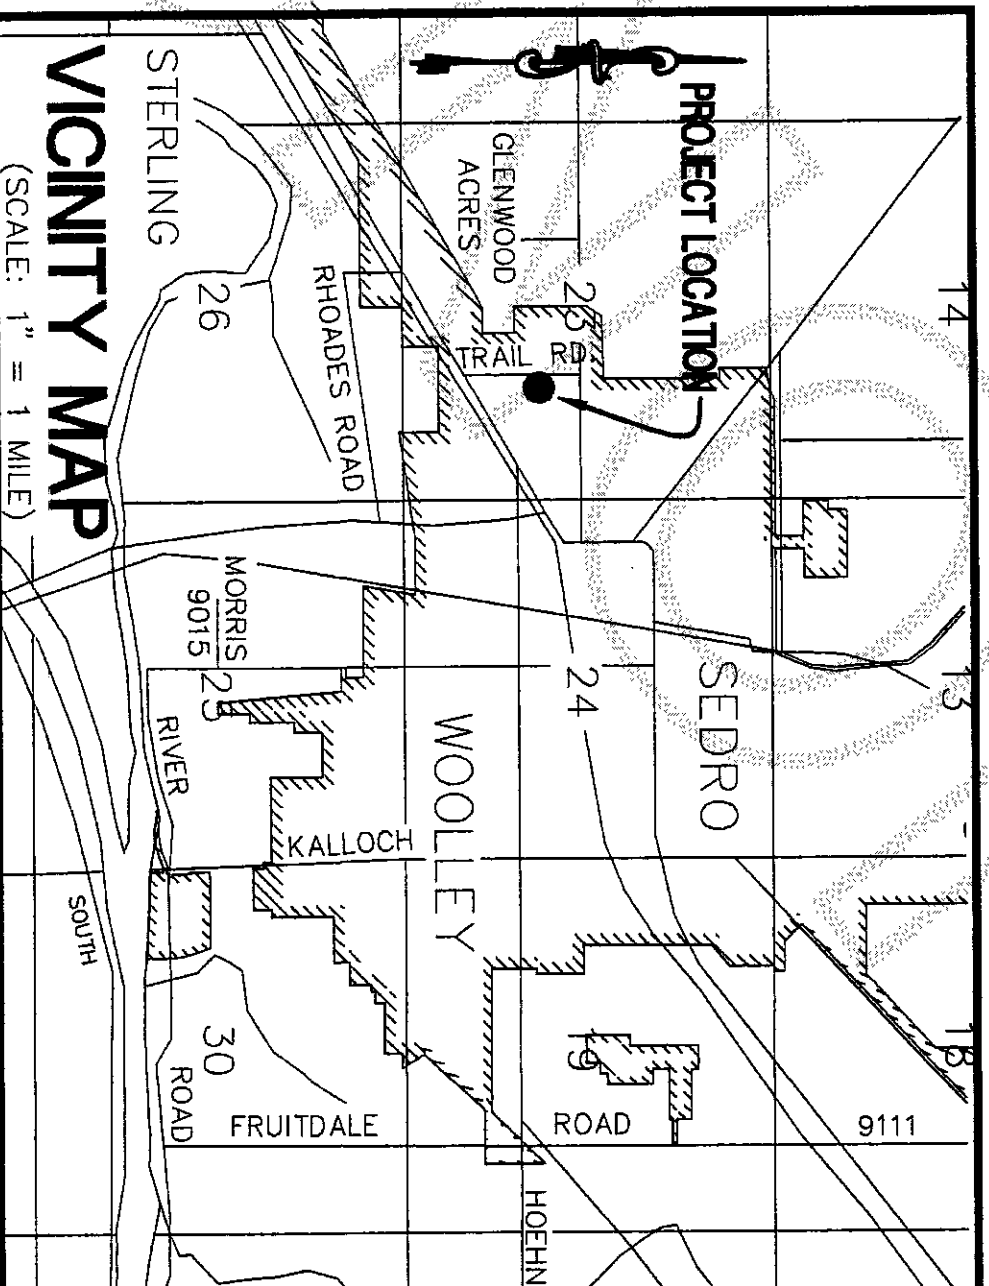 14
13
18
PROJECT LOCATION
SEDRO
23
TRAIL RD
24
19
ROAD
9111
GLENWOOD
ACRES
WOOLLEY
HOEHN
RHOADES ROAD
KALLOCH
FRUITDALE
26
MORRIS
9015
25
30
STERLING
RIVER
ROAD
SOUTH
VICINITY MAP
(SCALE: 1" = 1 MILE)